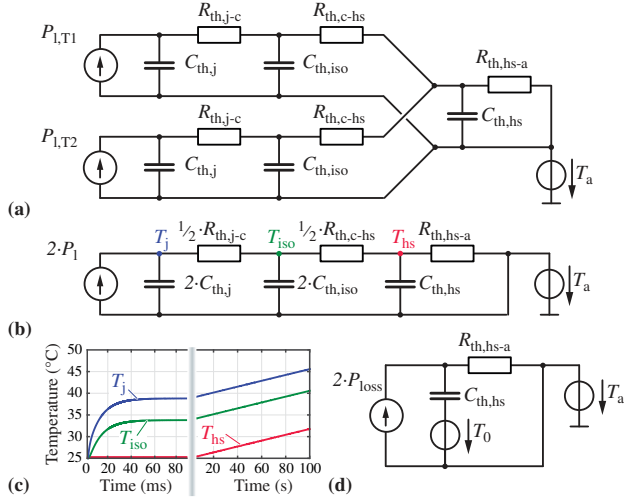 R_th,j-c R_th,c-hs
P_l,T1
C_th,j C_th,iso
R_th,hs-a
R_th,j-c R_th,c-hs
C_th,hs
P_l,T2
C_th,j C_th,iso
T_a
(a)
T_j ½·R_th,j-c T_iso ½·R_th,c-hs T_hs R_th,hs-a
2·P_l
2·C_th,j 2·C_th,iso C_th,hs
T_a
(b)
Temperature (°C)
50
45
40
35
30
25
T_j
T_iso
T_hs
0 20 40 60 80 0 20 40 60 80 100
Time (ms) Time (s)
(c)
R_th,hs-a
2·P_loss
C_th,hs
T_0
T_a
(d)